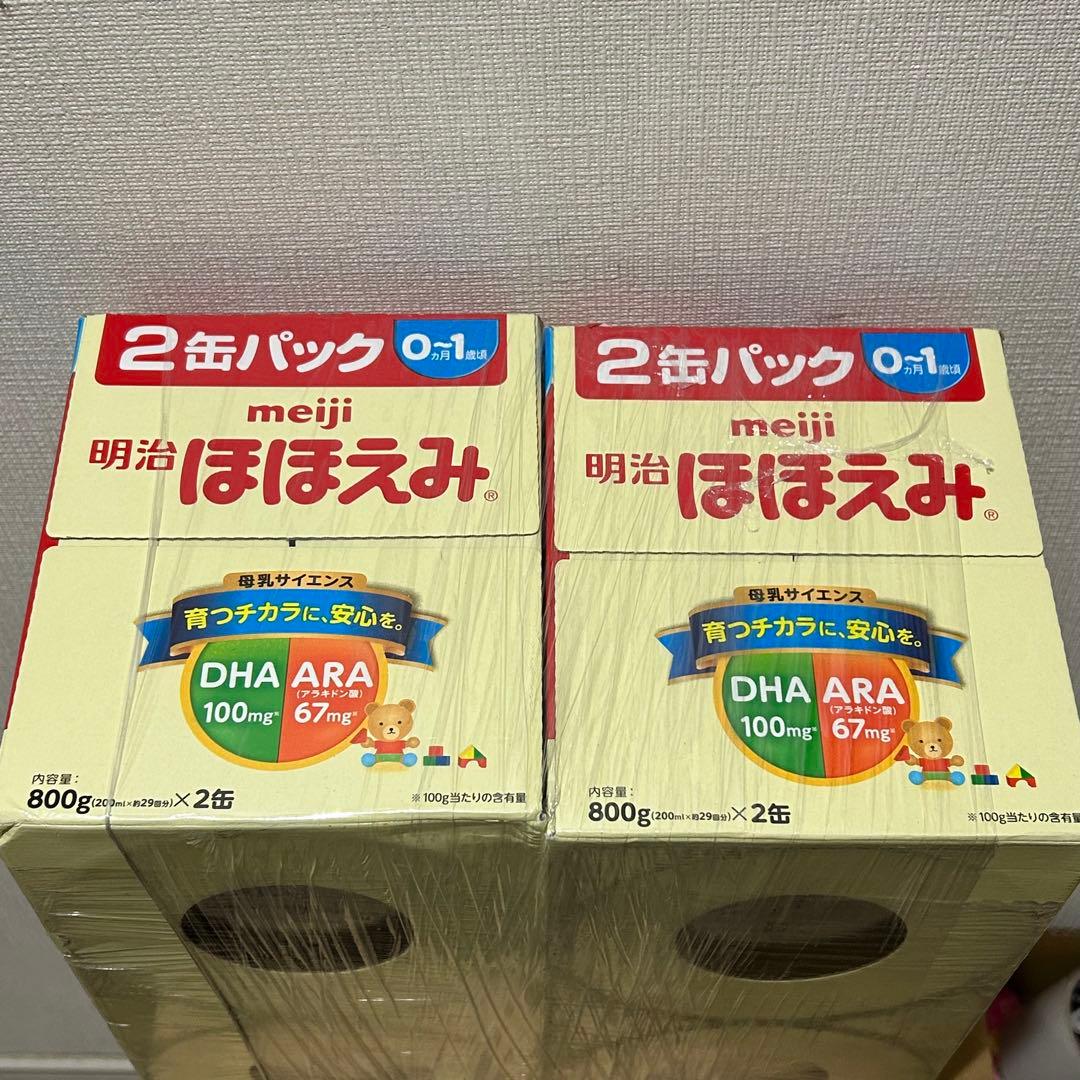 2缶パック 0ヵ月~1歳頃
meiji
明治ほほえみ®
母乳サイエンス
育つチカラに、安心を。
DHA ARA
(アラキドン酸)
100mg※ 67mg※
内容量:
800g(200ml×約29回分)×2缶
※100g当たりの含有量
2缶パック 0ヵ月~1歳頃
meiji
明治ほほえみ®
母乳サイエンス
育つチカラに、安心を。
DHA ARA
(アラキドン酸)
100mg※ 67mg※
内容量:
800g(200ml×約29回分)×2缶
※100g当たりの含有量